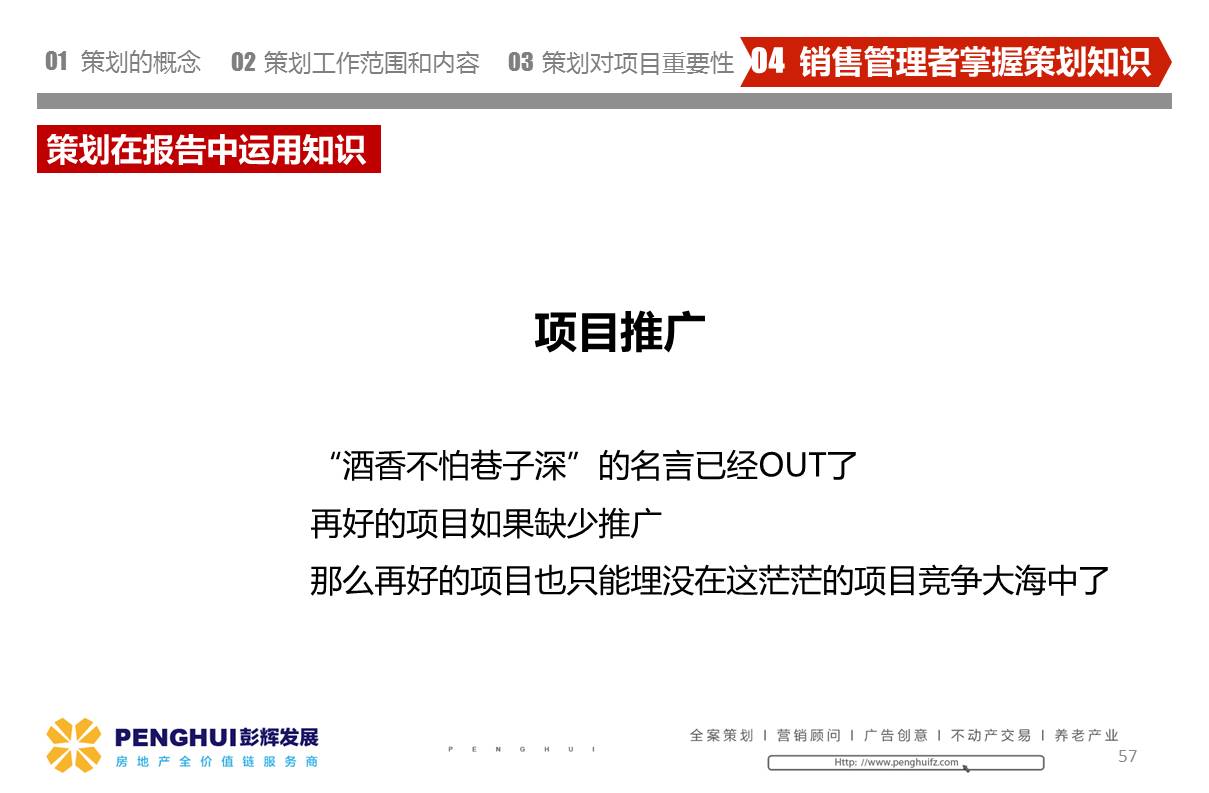 01 策划的概念 02 策划工作范围和内容 03 策划对项目重要性 04 销售管理者掌握策划知识
策划在报告中运用知识
项目推广
“酒香不怕巷子深”的名言已经OUT了
再好的项目如果缺少推广
那么再好的项目也只能埋没在这茫茫的项目竞争大海中了
PENGHUI彭辉发展
房地产全价值链服务商
PENGHUI
全案策划 I 营销顾问 I 广告创意 I 不动产交易 I 养老产业
Http: //www.penghuifz.com
57